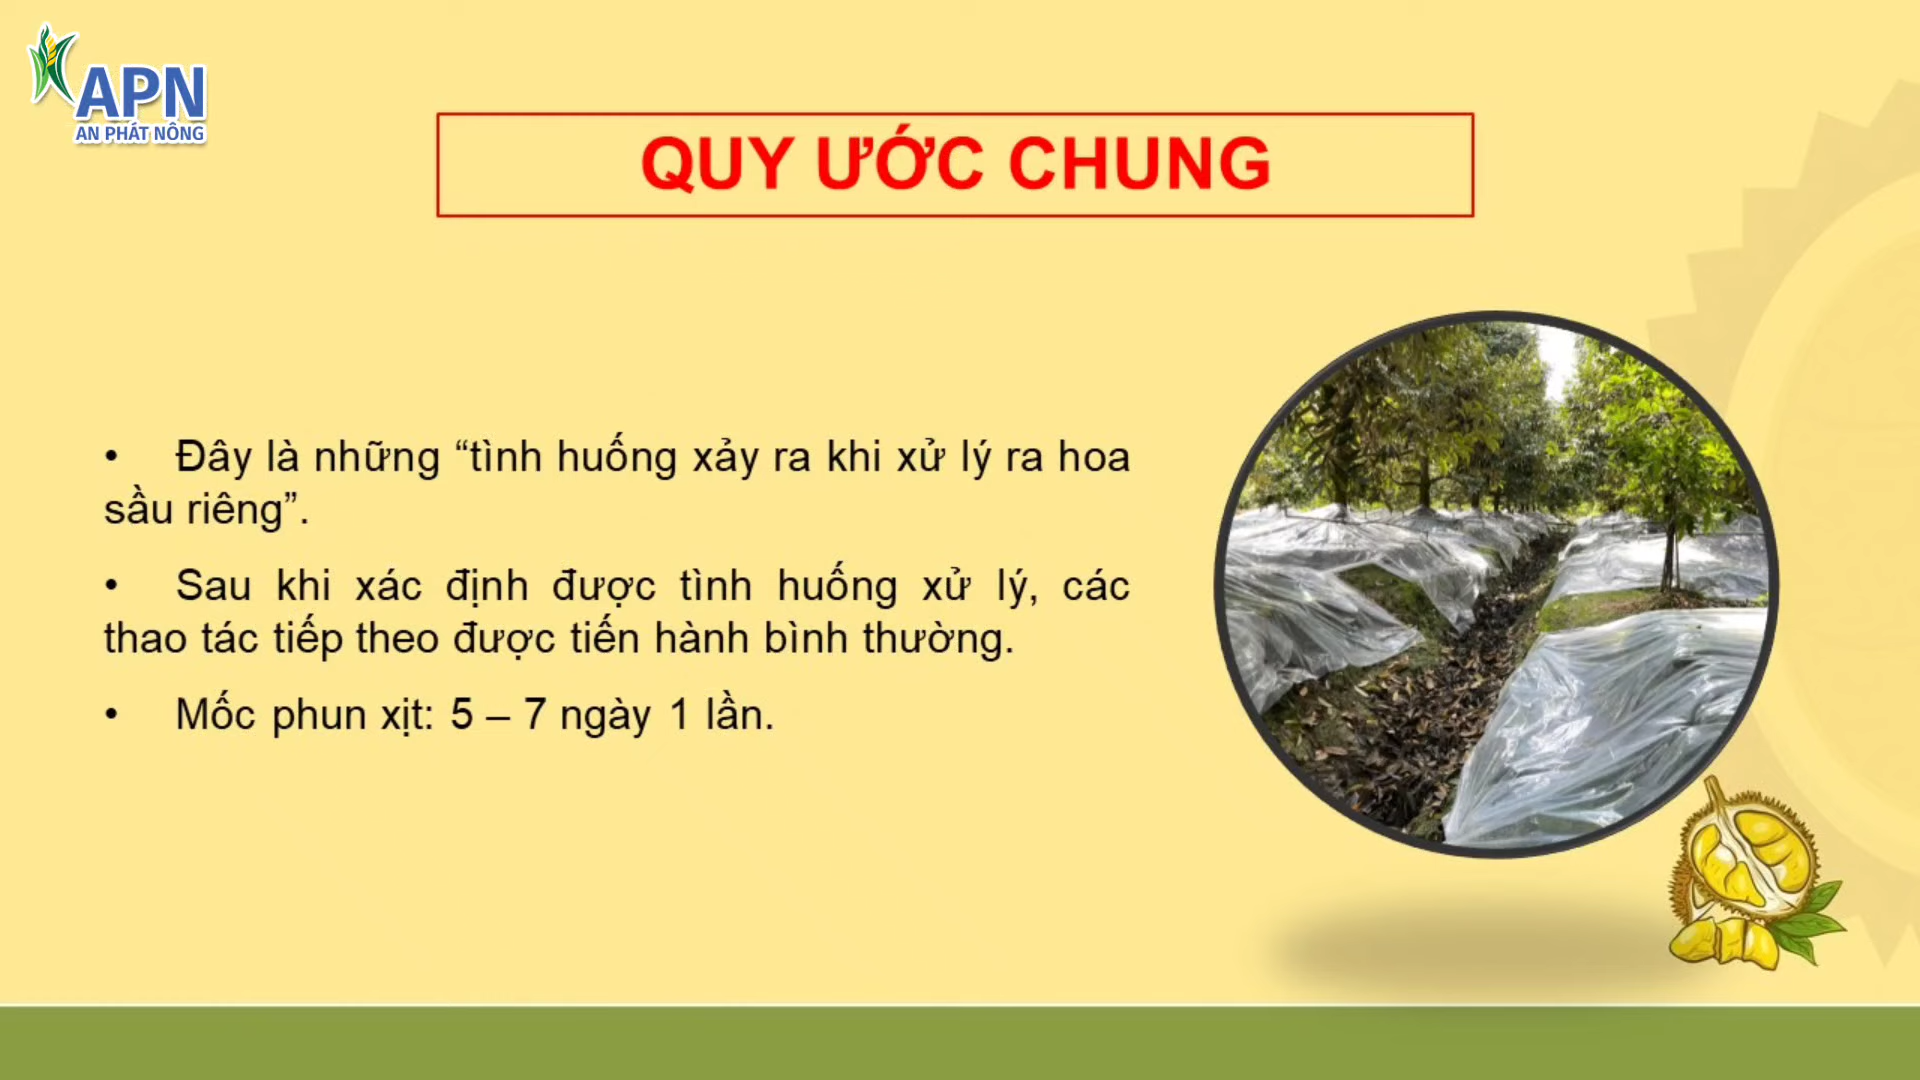 APN
AN PHÁT NÔNG
QUY ƯỚC CHUNG
• Đây là những “tình huống xảy ra khi xử lý ra hoa
sầu riêng”.
• Sau khi xác định được tình huống xử lý, các
thao tác tiếp theo được tiến hành bình thường.
• Mốc phun xịt: 5 – 7 ngày 1 lần.